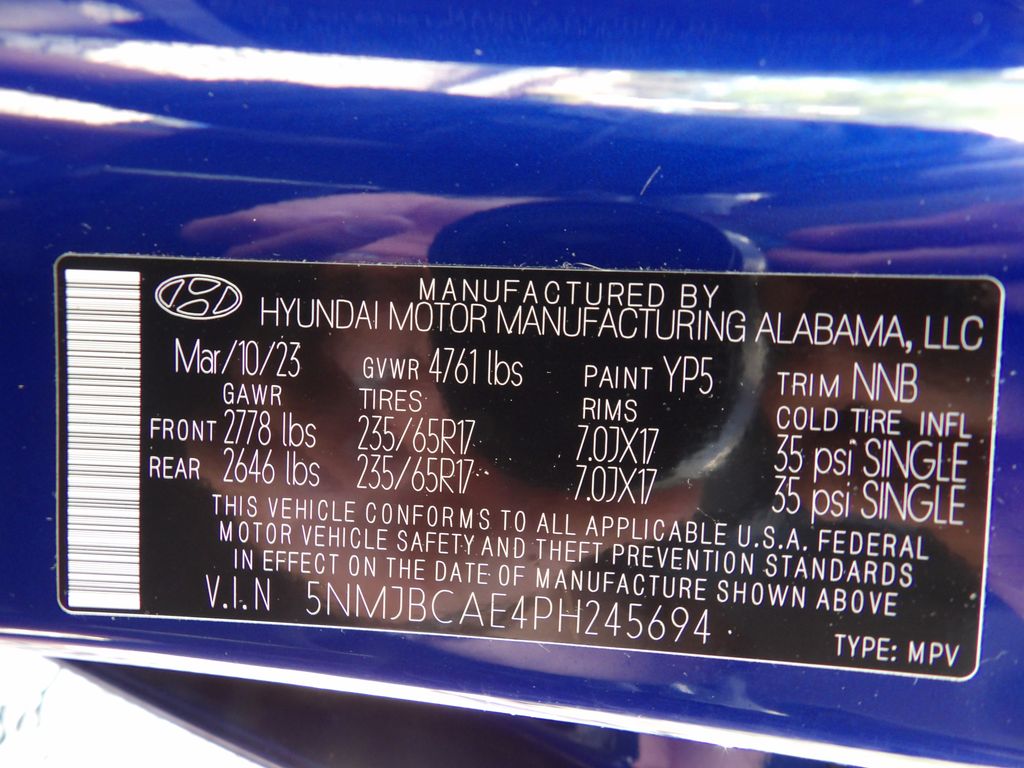 MANUFACTURED BY
HYUNDAI MOTOR MANUFACTURING ALABAMA, LLC
Mar/10/23 GVWR 4761 lbs PAINT YP5 TRIM NNB
GAWR TIRES RIMS COLD TIRE INFL
FRONT 2778 lbs 235/65R17 7.0JX17 35 psi SINGLE
REAR 2646 lbs 235/65R17 7.0JX17 35 psi SINGLE
THIS VEHICLE CONFORMS TO ALL APPLICABLE U.S.A. FEDERAL
MOTOR VEHICLE SAFETY AND THEFT PREVENTION STANDARDS
IN EFFECT ON THE DATE OF MANUFACTURE SHOWN ABOVE
V.I.N 5NMJBCAE4PH245694
TYPE: MPV